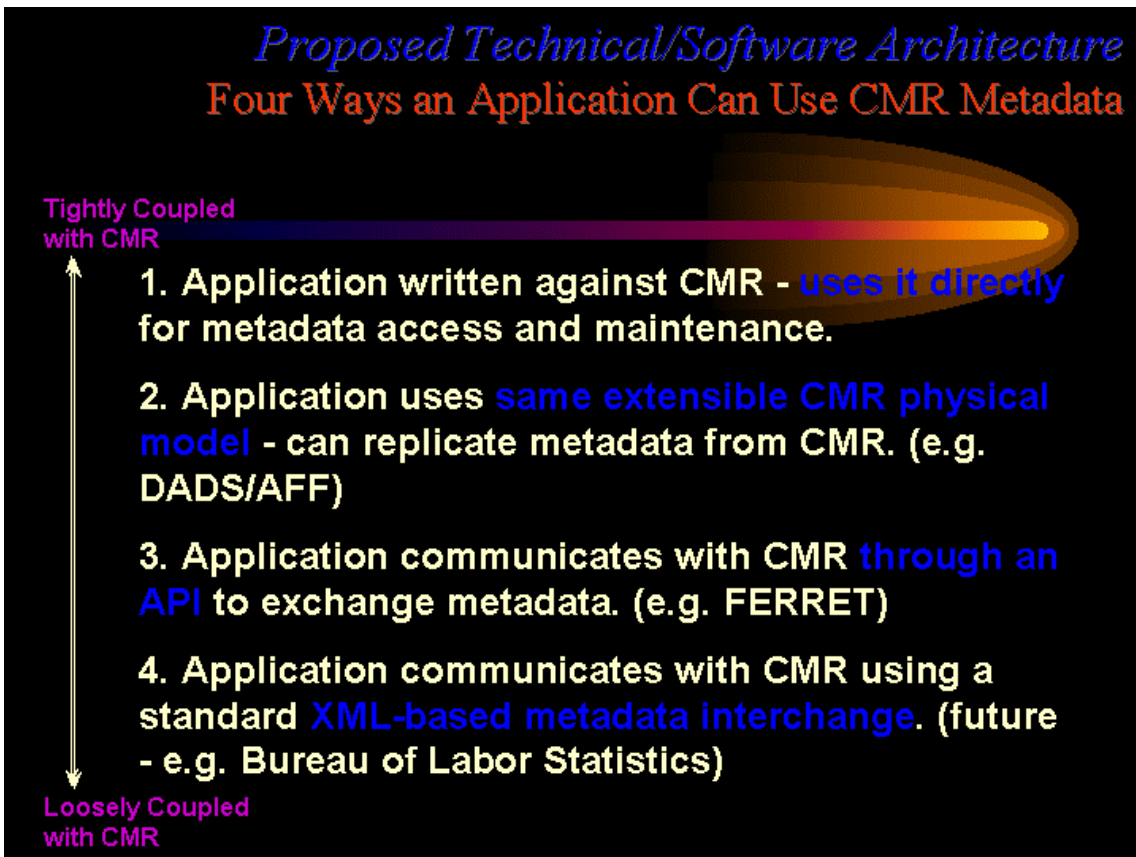 Proposed Technical/Software Architecture
Four Ways an Application Can Use CMR Metadata
Tightly Coupled
with CMR
1. Application written against CMR - uses it directly
for metadata access and maintenance.
2. Application uses same extensible CMR physical
model - can replicate metadata from CMR. (e.g.
DADS/AFF)
3. Application communicates with CMR through an
API to exchange metadata. (e.g. FERRET)
4. Application communicates with CMR using a
standard XML-based metadata interchange. (future
- e.g. Bureau of Labor Statistics)
Loosely Coupled
with CMR